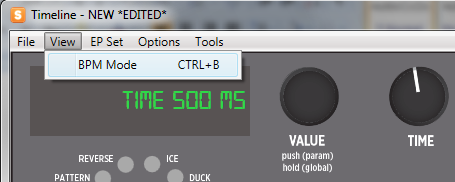 S Timeline - NEW *EDITED*
File View EP Set Options Tools
BPM Mode CTRL+B
TIME 500 MS
VALUE TIME
push (param)
hold (global)
REVERSE ICE
PATTERN DUCK